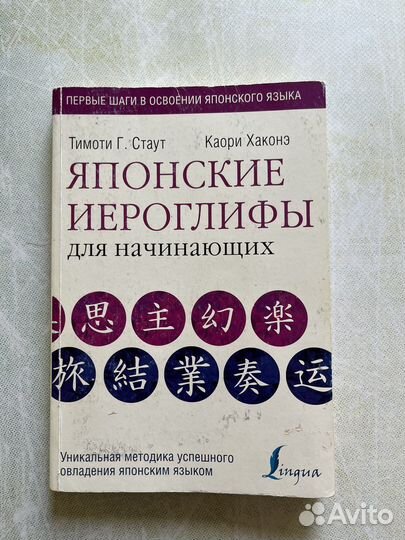 ПЕРВЫЕ ШАГИ В ОСВОЕНИИ ЯПОНСКОГО ЯЗЫКА
Тимоти Г. Стаут Каори Хаконэ
ЯПОНСКИЕ
ИЕРОГЛИФЫ
для начинающих
思主幻楽
旅結業奏运
Уникальная методика успешного
овладения японским языком
Lingua
Avito